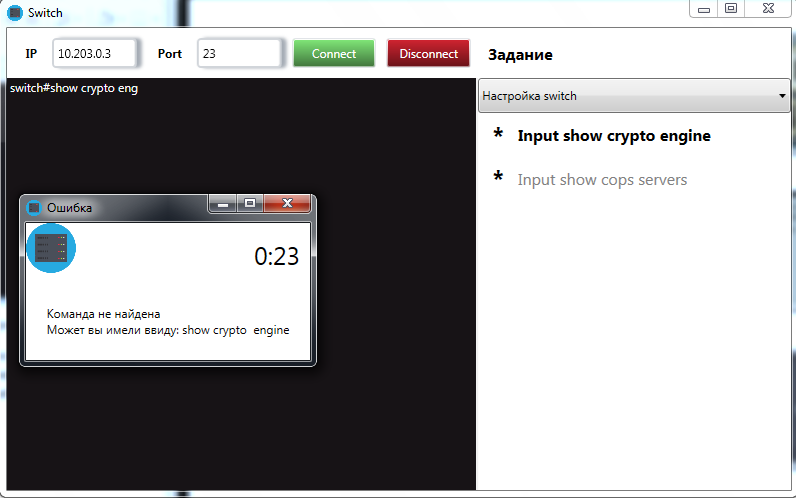 Switch
IP 10.203.0.3 Port 23 Connect Disconnect
Задание
switch#show crypto eng
Настройка switch
* Input show crypto engine
* Input show cops servers
Ошибка
0:23
Команда не найдена
Может вы имели ввиду: show crypto  engine